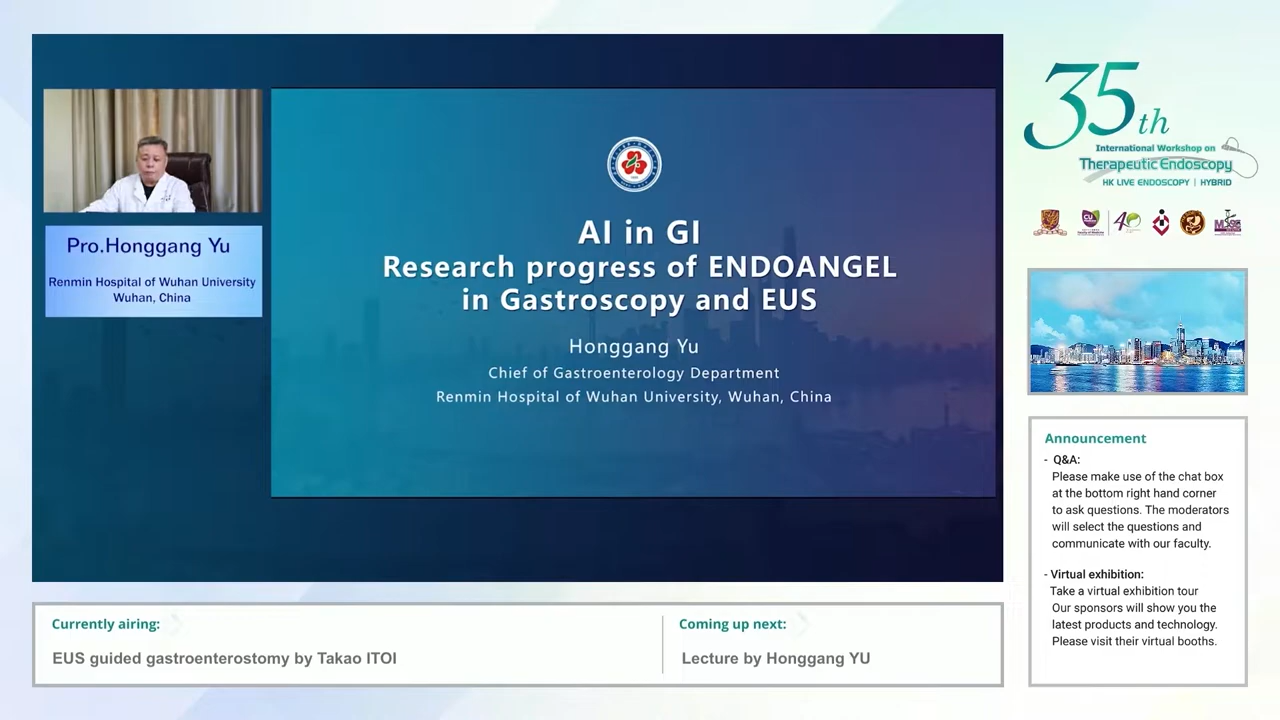 Pro.Honggang Yu
Renmin Hospital of Wuhan University
Wuhan, China
AI in GI
Research progress of ENDOANGEL
in Gastroscopy and EUS
Honggang Yu
Chief of Gastroenterology Department
Renmin Hospital of Wuhan University, Wuhan, China
35th
International Workshop on
Therapeutic Endoscopy
HK LIVE ENDOSCOPY | HYBRID
Announcement
- Q&A:
Please make use of the chat box
at the bottom right hand corner
to ask questions. The moderators
will select the questions and
communicate with our faculty.
- Virtual exhibition:
Take a virtual exhibition tour
Our sponsors will show you the
latest products and technology.
Please visit their virtual booths.
Currently airing:
EUS guided gastroenterostomy by Takao ITOI
Coming up next:
Lecture by Honggang YU